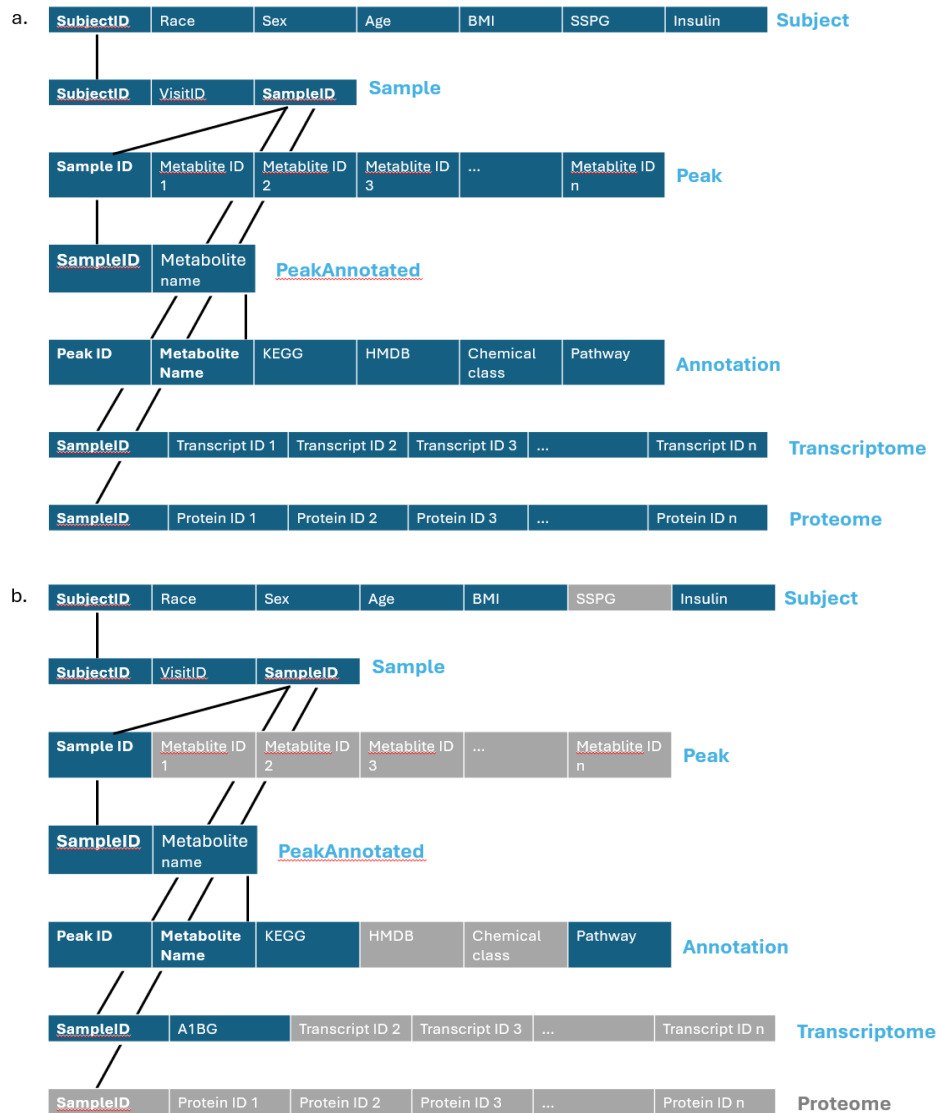 a.
SubjectID Race Sex Age BMI SSPG Insulin Subject
SubjectID VisitID SampleID Sample
Sample ID Metablite ID 1 Metablite ID 2 Metablite ID 3 ... Metablite ID n Peak
SampleID Metabolite name PeakAnnotated
Peak ID Metabolite Name KEGG HMDB Chemical class Pathway Annotation
SampleID Transcript ID 1 Transcript ID 2 Transcript ID 3 ... Transcript ID n Transcriptome
SampleID Protein ID 1 Protein ID 2 Protein ID 3 ... Protein ID n Proteome
b.
SubjectID Race Sex Age BMI SSPG Insulin Subject
SubjectID VisitID SampleID Sample
Sample ID Metablite ID 1 Metablite ID 2 Metablite ID 3 ... Metablite ID n Peak
SampleID Metabolite name PeakAnnotated
Peak ID Metabolite Name KEGG HMDB Chemical class Pathway Annotation
SampleID A1BG Transcript ID 2 Transcript ID 3 ... Transcript ID n Transcriptome
SampleID Protein ID 1 Protein ID 2 Protein ID 3 ... Protein ID n Proteome